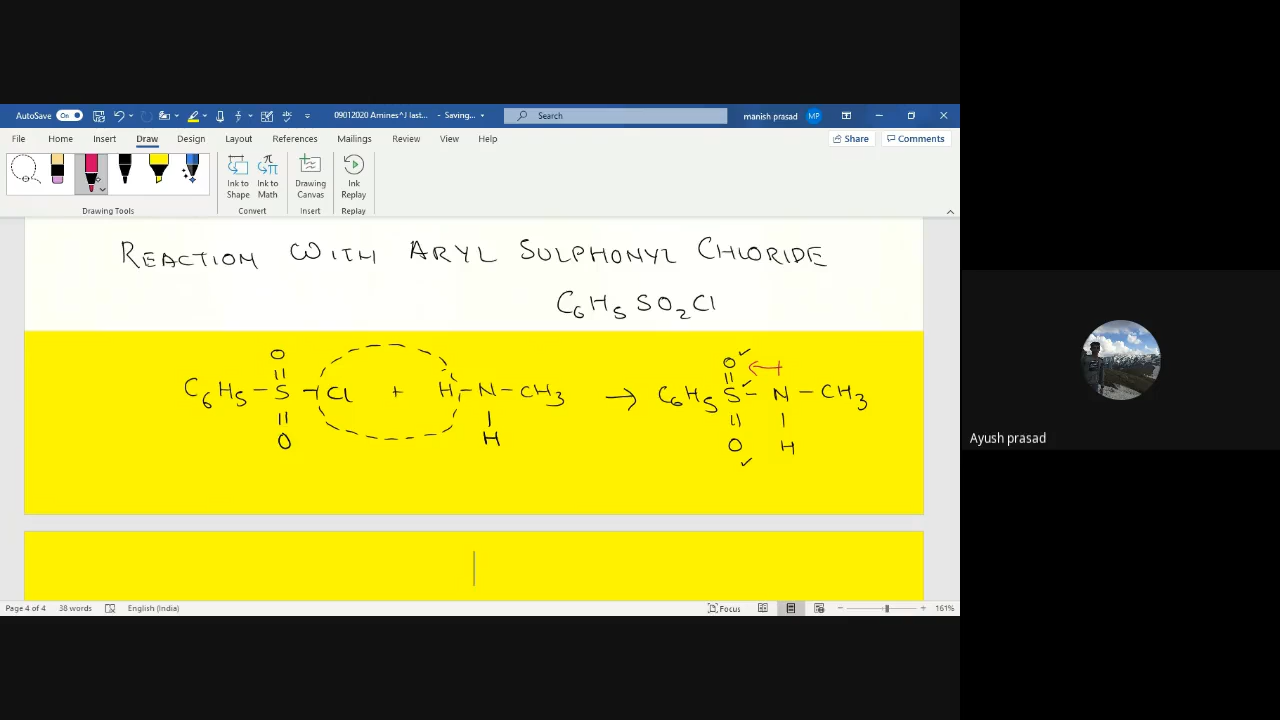 AutoSave On 09012020 Amines^J last... - Saving... Search manish prasad MP
File Home Insert Draw Design Layout References Mailings Review View Help Share Comments
Ink to Shape Ink to Math Drawing Canvas Ink Replay
Drawing Tools Convert Insert Replay
REACTION WITH ARYL SULPHONYL CHLORIDE
C6H5SO2Cl
O O
C6H5-S-Cl + H-N-CH3 → C6H5S-N-CH3
O H O H
Ayush prasad
Page 4 of 4 38 words English (India) Focus 161%